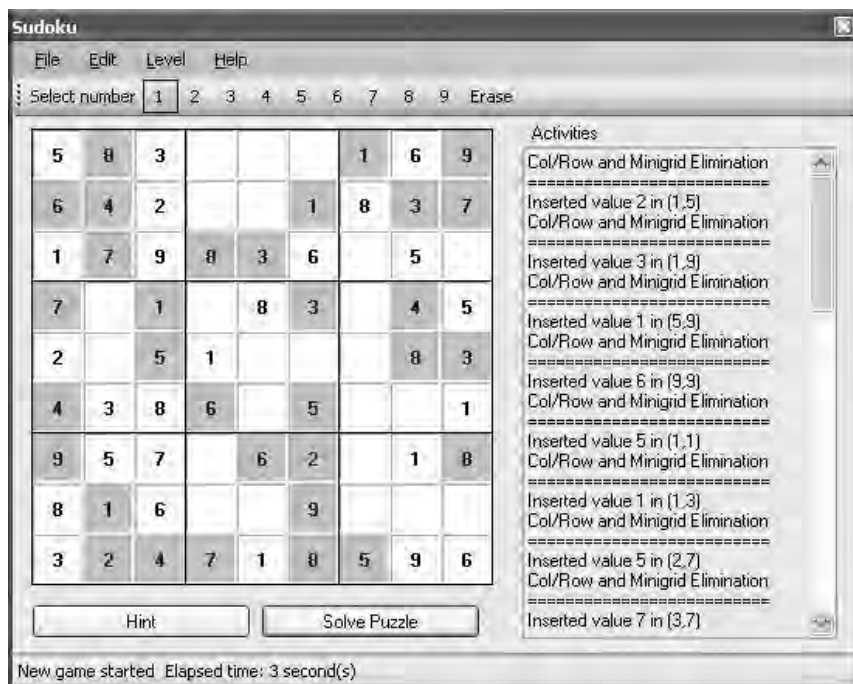 Sudoku
File Edit Level Help
Select number 1 2 3 4 5 6 7 8 9 Erase
5 8 3 1 6 9
6 4 2 1 8 3 7
1 7 9 8 3 6 5
7 1 8 3 4 5
2 5 1 8 3
4 3 8 6 5 1
9 5 7 6 2 1 8
8 1 6 9
3 2 4 7 1 8 5 9 6
Hint Solve Puzzle
Activities
Col/Row and Minigrid Elimination
==========================
Inserted value 2 in (1,5)
Col/Row and Minigrid Elimination
==========================
Inserted value 3 in (1,9)
Col/Row and Minigrid Elimination
==========================
Inserted value 1 in (5,9)
Col/Row and Minigrid Elimination
==========================
Inserted value 6 in (9,9)
Col/Row and Minigrid Elimination
==========================
Inserted value 5 in (1,1)
Col/Row and Minigrid Elimination
==========================
Inserted value 1 in (1,3)
Col/Row and Minigrid Elimination
==========================
Inserted value 5 in (2,7)
Col/Row and Minigrid Elimination
==========================
Inserted value 7 in (3,7)
New game started Elapsed time: 3 second(s)